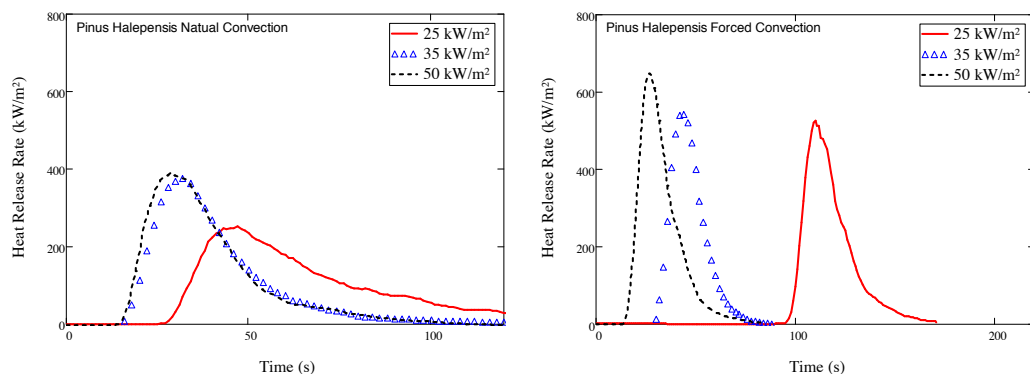 Pinus Halepensis Natual Convection
25 kW/m²
35 kW/m²
50 kW/m²
Heat Release Rate (kW/m²)
800
600
400
200
0
0
50
100
Time (s)
Pinus Halepensis Forced Convection
25 kW/m²
35 kW/m²
50 kW/m²
Heat Release Rate (kW/m²)
800
600
400
200
0
0
100
200
Time (s)